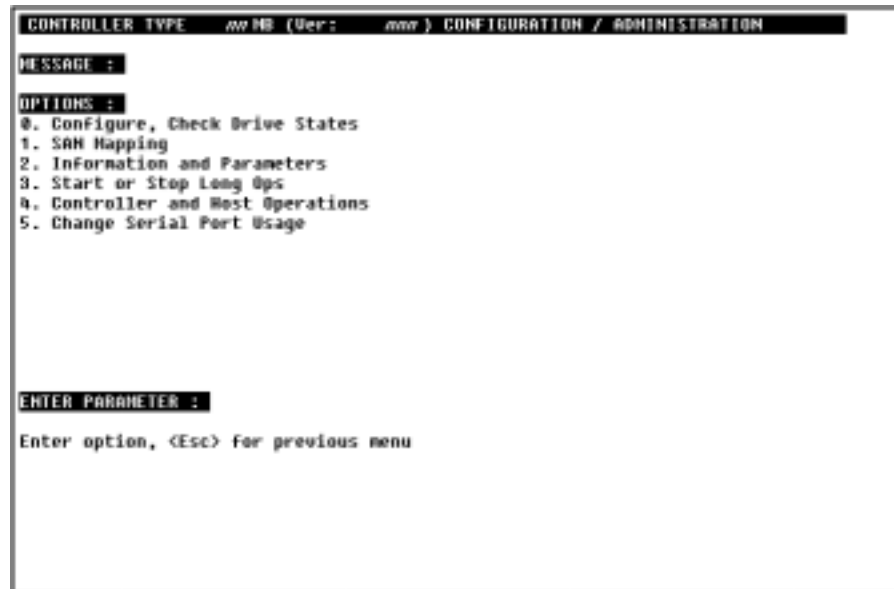 CONTROLLER TYPE nn MB (Ver: nnn) CONFIGURATION / ADMINISTRATION
MESSAGE :
OPTIONS :
0. Configure, Check Drive States
1. SAN Mapping
2. Information and Parameters
3. Start or Stop Long Ops
4. Controller and Host Operations
5. Change Serial Port Usage
ENTER PARAMETER :
Enter option, <Esc> for previous menu